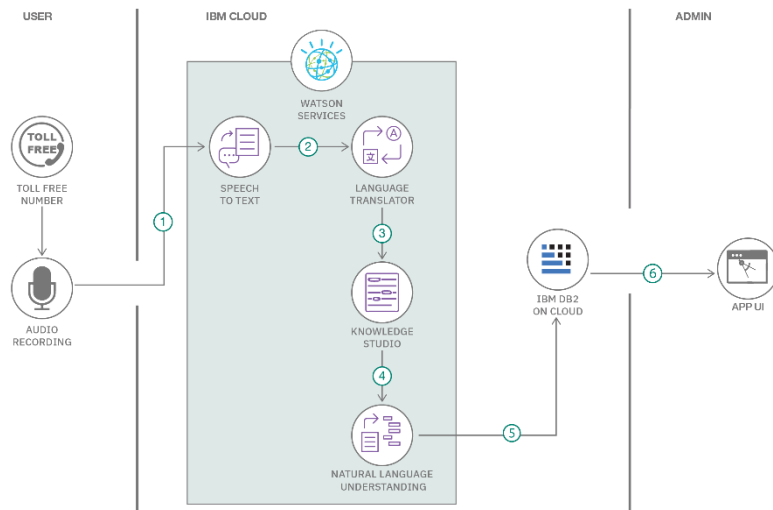 USER
IBM CLOUD
ADMIN
WATSON
SERVICES
TOLL
FREE
TOLL FREE
NUMBER
1
SPEECH
TO TEXT
2
A
文
LANGUAGE
TRANSLATOR
3
AUDIO
RECORDING
KNOWLEDGE
STUDIO
4
NATURAL LANGUAGE
UNDERSTANDING
5
IBM DB2
ON CLOUD
6
APP UI